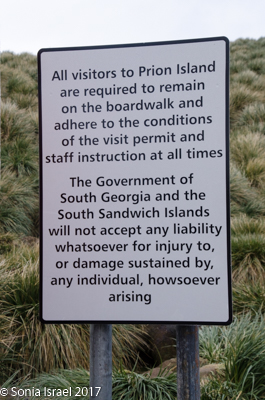 All visitors to Prion Island
are required to remain
on the boardwalk and
adhere to the conditions
of the visit permit and
staff instruction at all times
The Government of
South Georgia and the
South Sandwich Islands
will not accept any liability
whatsoever for injury to,
or damage sustained by,
any individual, howsoever
arising
© Sonia Israel 2017